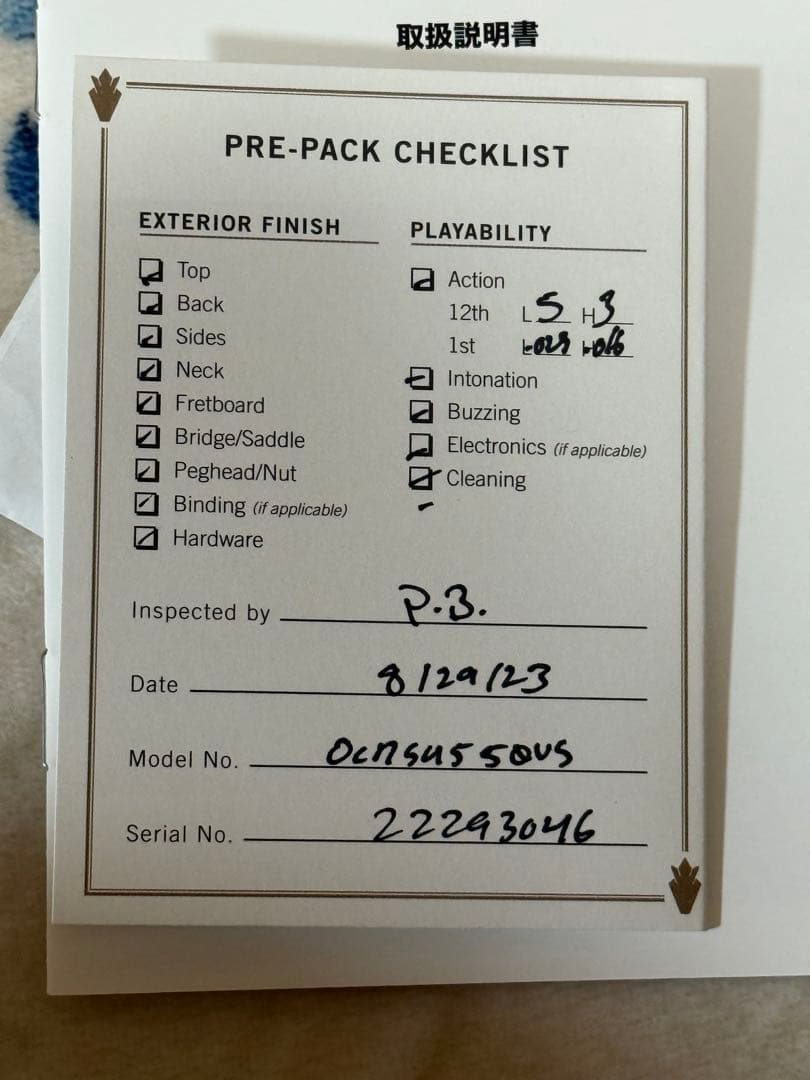 取扱説明書
PRE-PACK CHECKLIST
EXTERIOR FINISH
Top
Back
Sides
Neck
Fretboard
Bridge/Saddle
Peghead/Nut
Binding (if applicable)
Hardware
PLAYABILITY
Action
12th L 5 H 3
1st
Intonation
Buzzing
Electronics (if applicable)
Cleaning
Inspected by P.B.
Date 8/29/23
Model No.
Serial No. 22293046